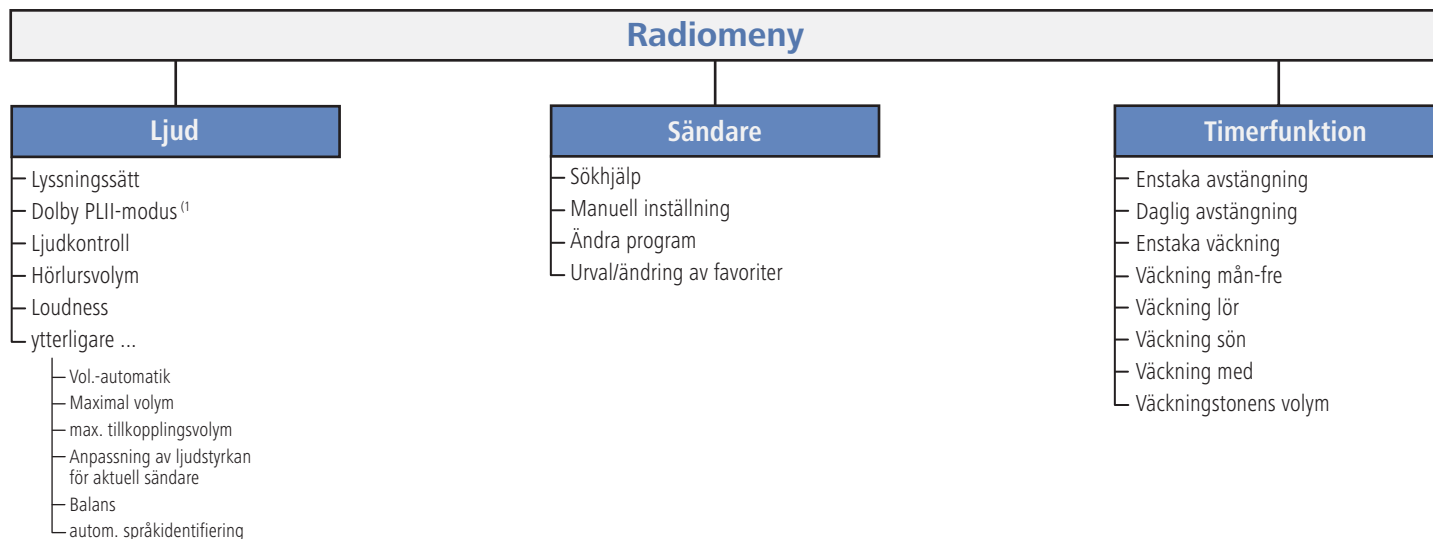 Radiomeny
Ljud
Lyssningssätt
Dolby PLII-modus (1
Ljudkontroll
Hörlursvolym
Loudness
ytterligare ...
Vol.-automatik
Maximal volym
max. tillkopplingsvolym
Anpassning av ljudstyrkan
för aktuell sändare
Balans
autom. språkidentifiering
Sändare
Sökhjälp
Manuell inställning
Ändra program
Urval/ändring av favoriter
Timerfunktion
Enstaka avstängning
Daglig avstängning
Enstaka väckning
Väckning mån-fre
Väckning lör
Väckning sön
Väckning med
Väckningstonens volym